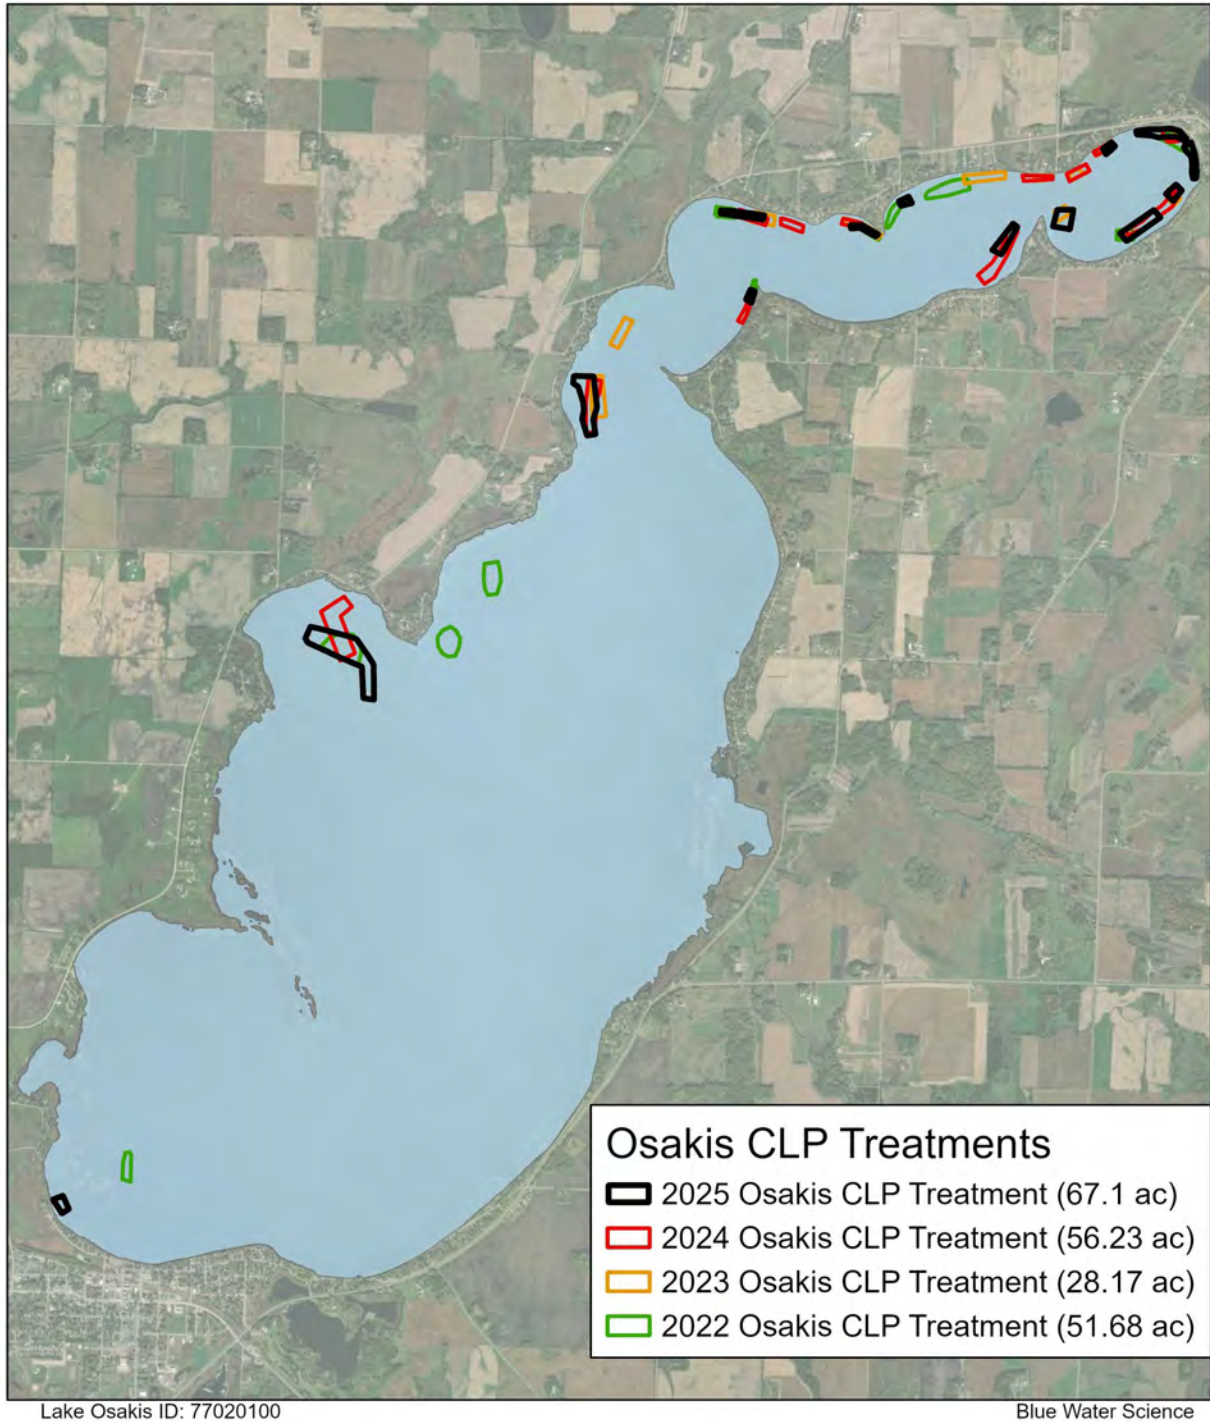 Osakis CLP Treatments
2025 Osakis CLP Treatment (67.1 ac)
2024 Osakis CLP Treatment (56.23 ac)
2023 Osakis CLP Treatment (28.17 ac)
2022 Osakis CLP Treatment (51.68 ac)
Lake Osakis ID: 77020100
Blue Water Science